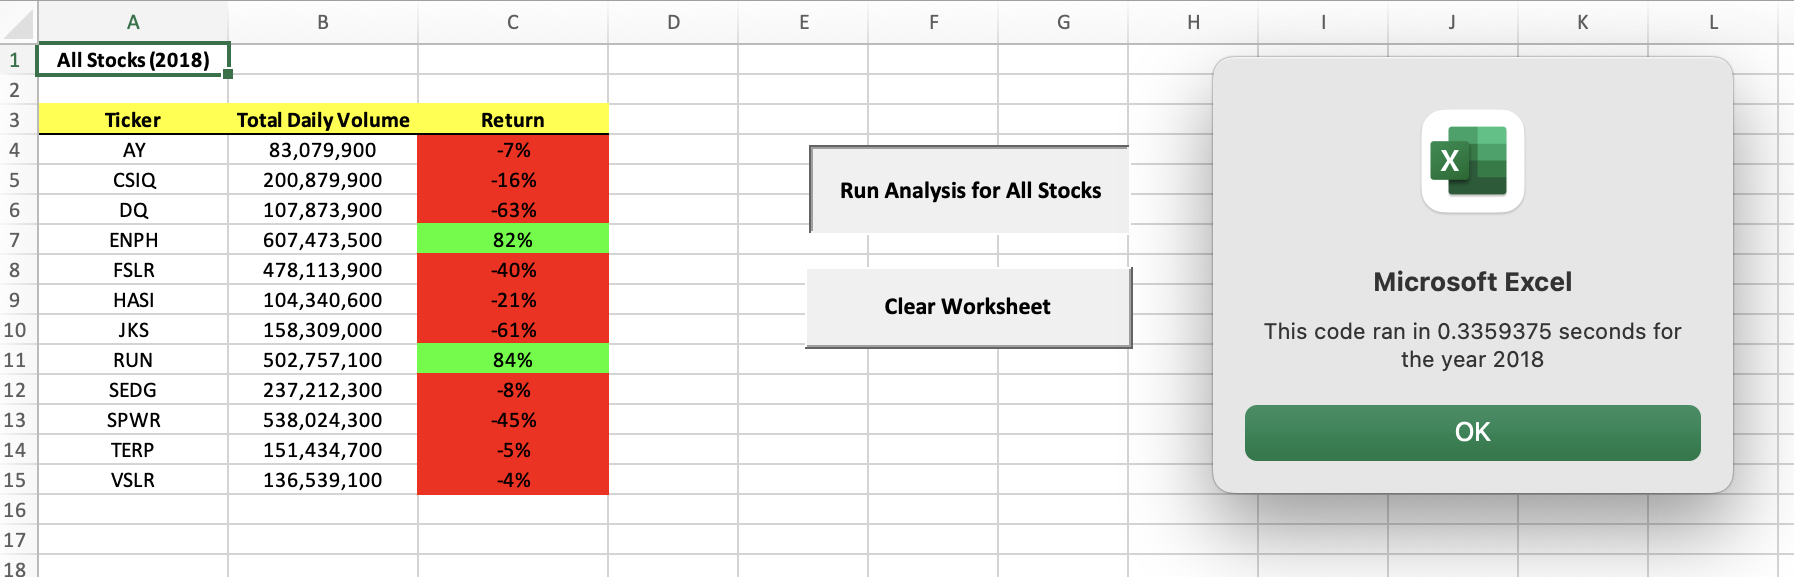 A B C D E F G H I J K L
1 All Stocks (2018)
2
3 Ticker Total Daily Volume Return
4 AY 83,079,900 -7%
5 CSIQ 200,879,900 -16%
6 DQ 107,873,900 -63%
7 ENPH 607,473,500 82%
8 FSLR 478,113,900 -40%
9 HASI 104,340,600 -21%
10 JKS 158,309,000 -61%
11 RUN 502,757,100 84%
12 SEDG 237,212,300 -8%
13 SPWR 538,024,300 -45%
14 TERP 151,434,700 -5%
15 VSLR 136,539,100 -4%
16
17
18
Run Analysis for All Stocks
Clear Worksheet
X
Microsoft Excel
This code ran in 0.3359375 seconds for
the year 2018
OK